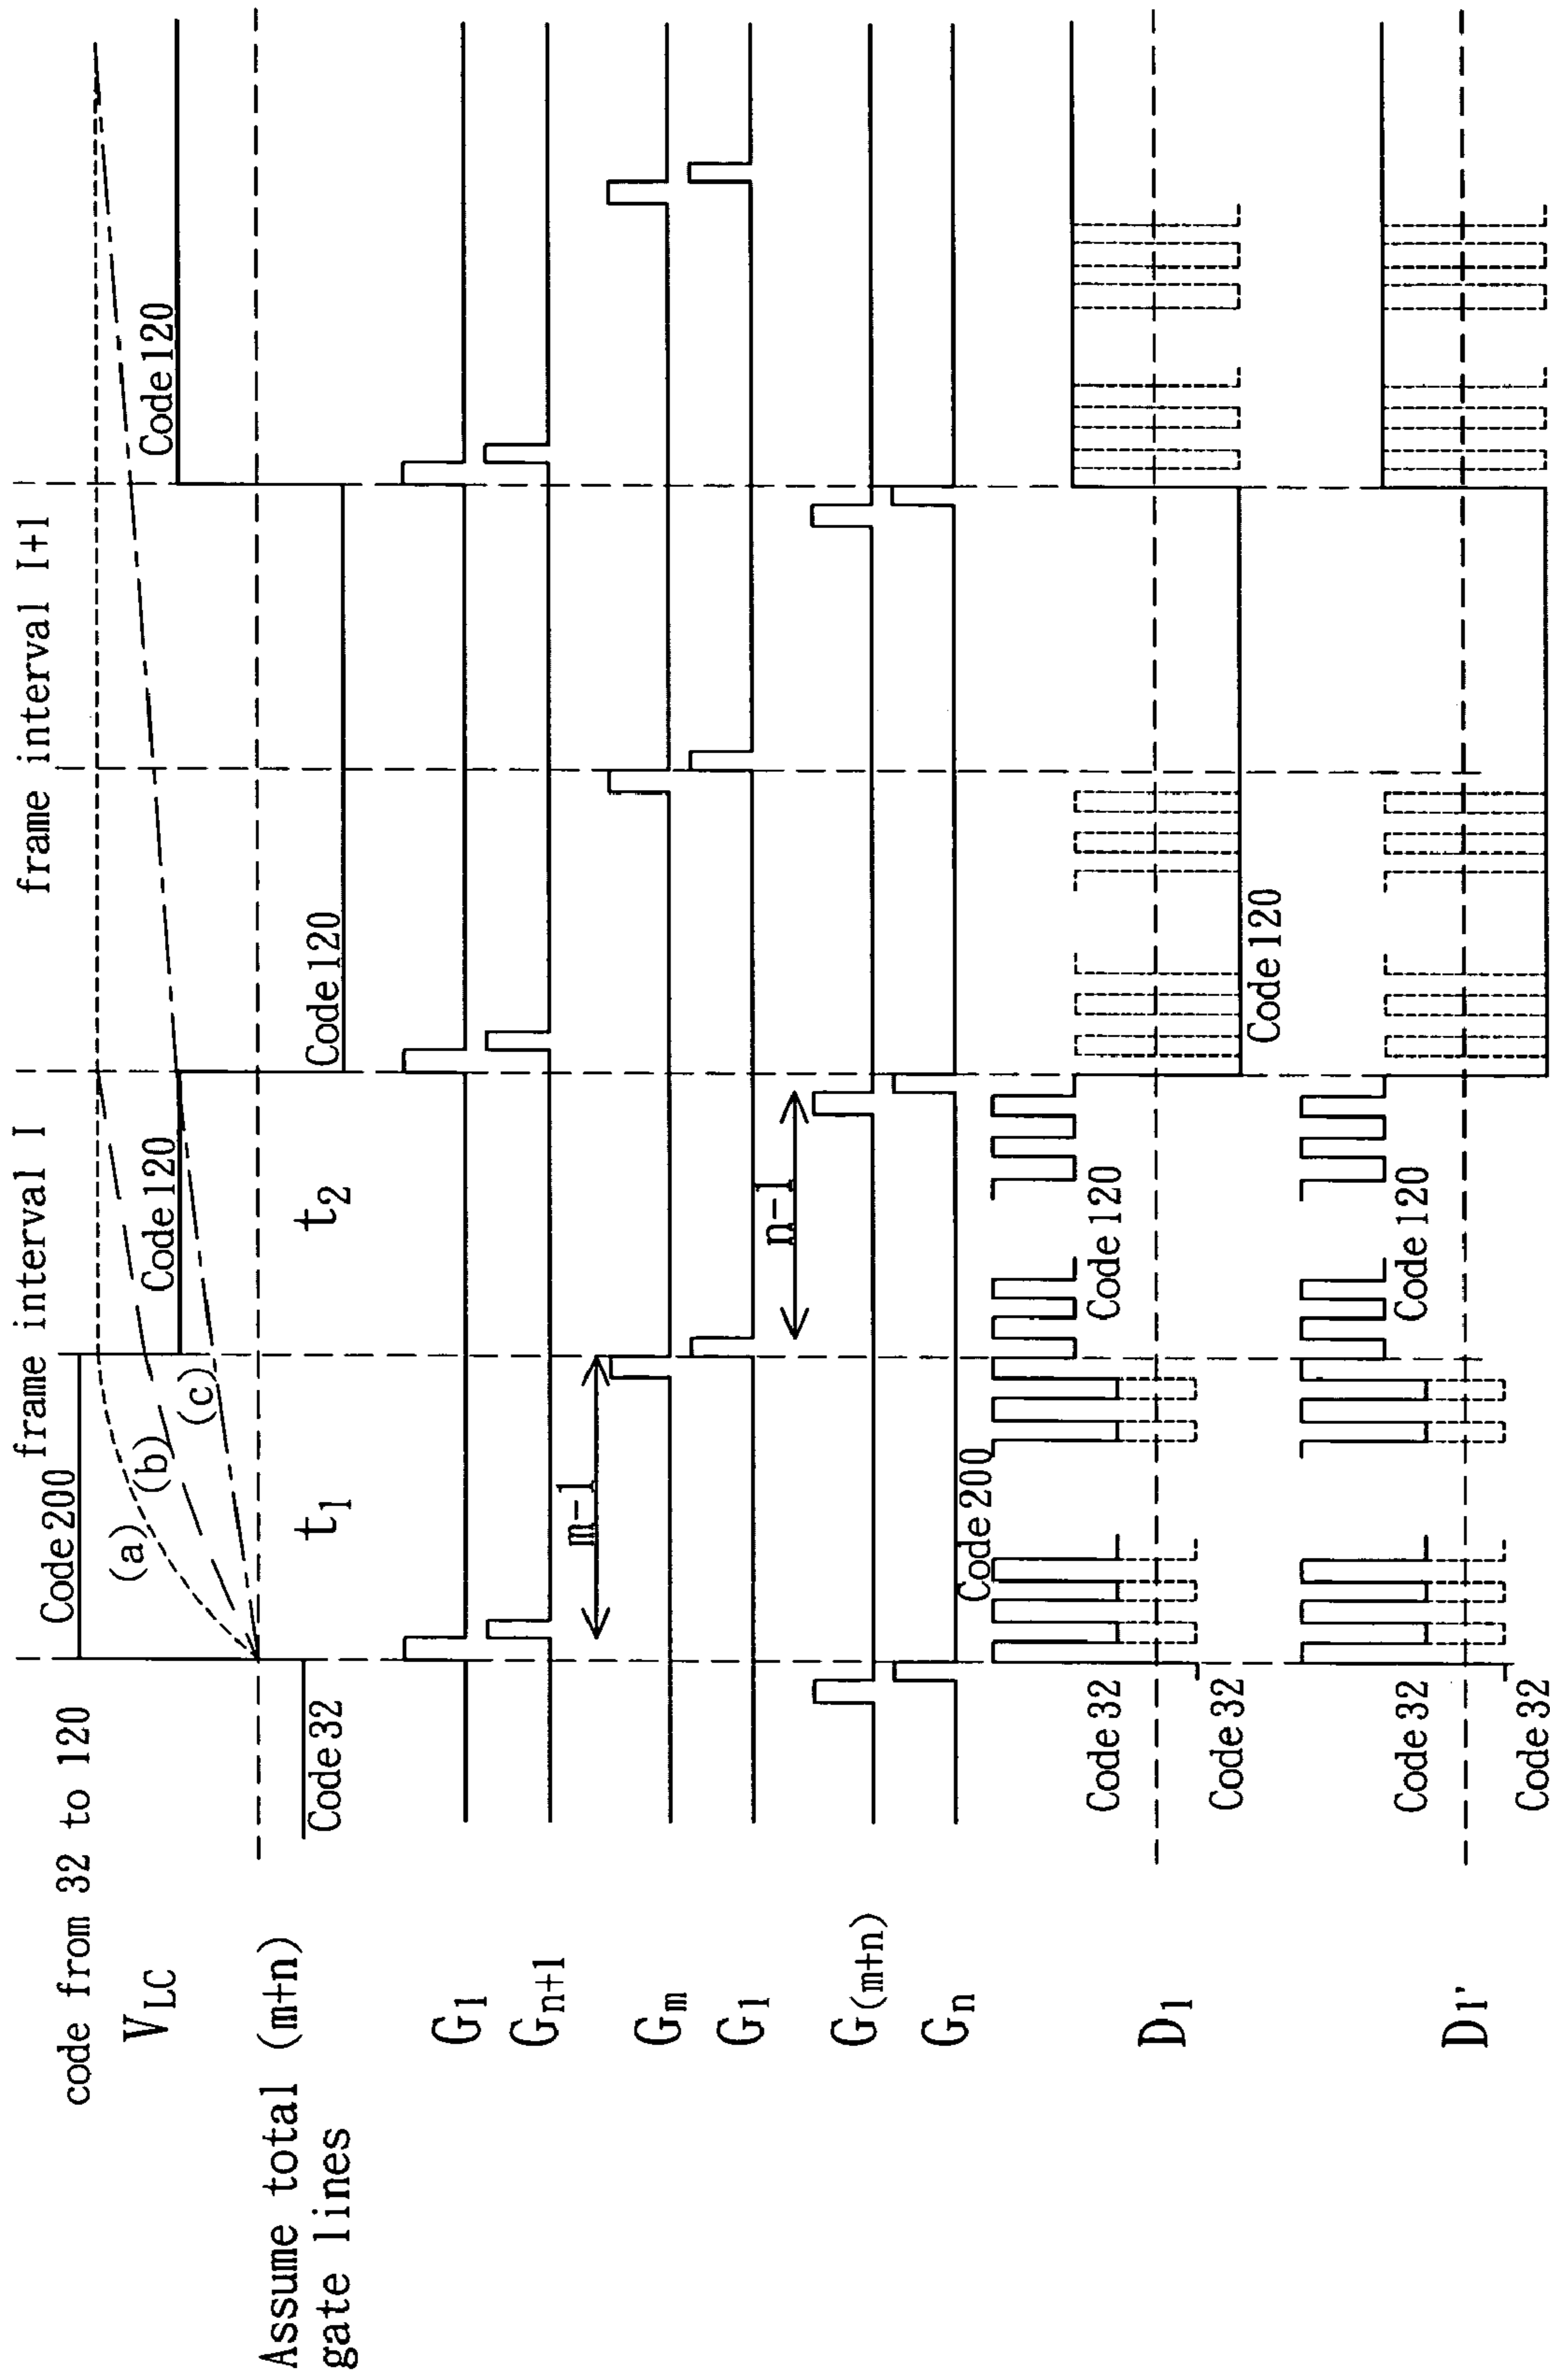 code from 32 to 120
frame interval I
frame interval I+1
V_LC
Code 200
(a)
(b)
(c)
Code 120
Code 120
Code 120
Code 32
t1
t2
Assume total (m+n)
gate lines
G1
Gn+1
m-1
Gm
G1
n-1
G(m+n)
Gn
Code 200
D1
Code 32
Code 32
Code 120
Code 120
D1'
Code 32
Code 32
Code 120